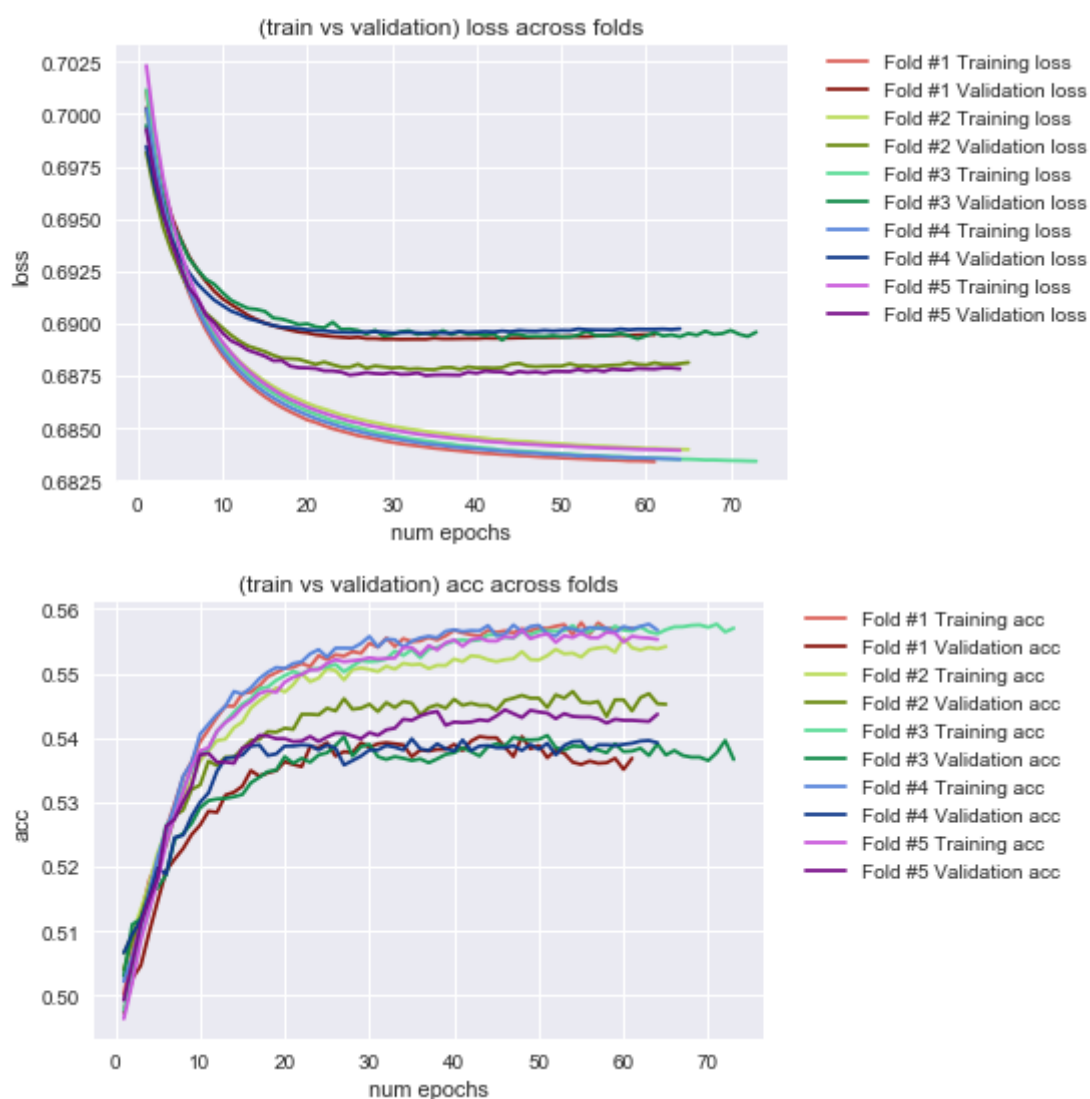 (train vs validation) loss across folds
0.7025
0.7000
0.6975
0.6950
0.6925
0.6900
0.6875
0.6850
0.6825
loss
0 10 20 30 40 50 60 70
num epochs
Fold #1 Training loss
Fold #1 Validation loss
Fold #2 Training loss
Fold #2 Validation loss
Fold #3 Training loss
Fold #3 Validation loss
Fold #4 Training loss
Fold #4 Validation loss
Fold #5 Training loss
Fold #5 Validation loss
(train vs validation) acc across folds
0.56
0.55
0.54
0.53
0.52
0.51
0.50
acc
0 10 20 30 40 50 60 70
num epochs
Fold #1 Training acc
Fold #1 Validation acc
Fold #2 Training acc
Fold #2 Validation acc
Fold #3 Training acc
Fold #3 Validation acc
Fold #4 Training acc
Fold #4 Validation acc
Fold #5 Training acc
Fold #5 Validation acc